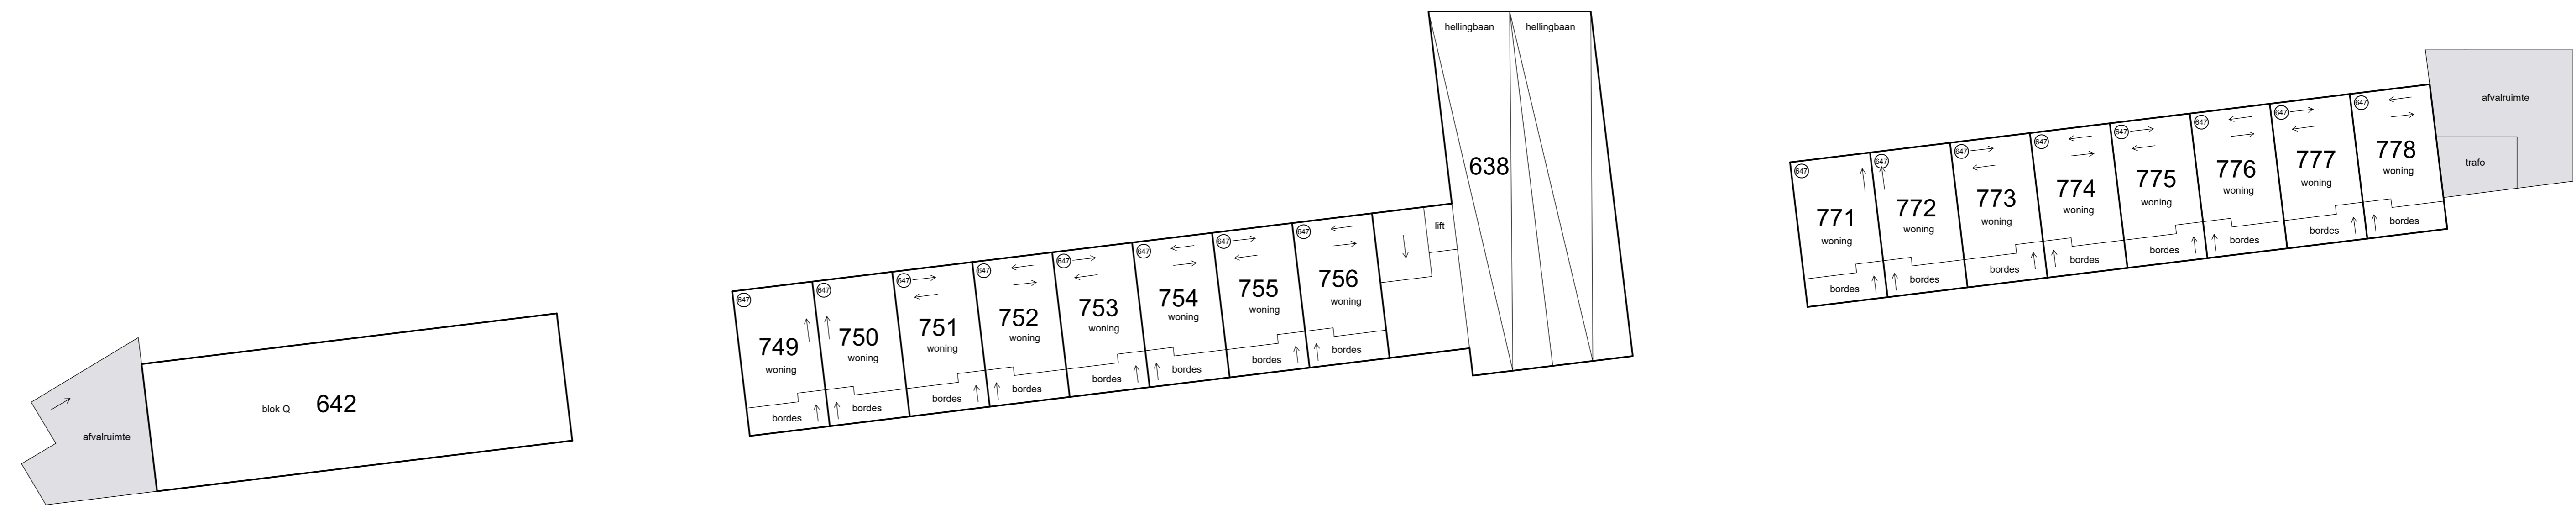 afvalruimte
blok Q 642
647
749
woning
bordes
647
750
woning
bordes
647
751
woning
bordes
647
752
woning
bordes
647
753
woning
bordes
647
754
woning
bordes
647
755
woning
bordes
647
756
woning
bordes
lift
hellingbaan
hellingbaan
638
647
771
woning
bordes
647
772
woning
bordes
647
773
woning
bordes
647
774
woning
bordes
647
775
woning
bordes
647
776
woning
bordes
647
777
woning
bordes
647
778
woning
bordes
afvalruimte
trafo